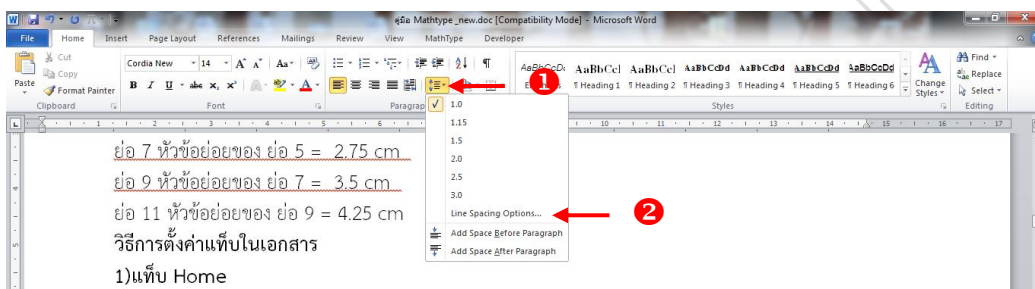 คู่มือ Mathtype_new.doc [Compatibility Mode] - Microsoft Word
File Home Insert Page Layout References Mailings Review View MathType Developer
Cut
Copy
Format Painter
Paste
Clipboard
Cordia New 14
Font
Paragrap
AaBbCcDc AaBbCcI AaBbCcI AaBbCcDd AaBbCcDd AaBbCcDd AaBbCcDd
¶ Heading 1 ¶ Heading 2 ¶ Heading 3 ¶ Heading 4 ¶ Heading 5 ¶ Heading 6
Change Styles
Styles
Find
Replace
Select
Editing
1
1.0
1.15
1.5
2.0
2.5
3.0
Line Spacing Options...
2
Add Space Before Paragraph
Add Space After Paragraph
ย่อ 7 หัวข้อย่อยของ ย่อ 5 = 2.75 cm
ย่อ 9 หัวข้อย่อยของ ย่อ 7 = 3.5 cm
ย่อ 11 หัวข้อย่อยของ ย่อ 9 = 4.25 cm
วิธีการตั้งค่าแท็บในเอกสาร
1)แท็บ Home